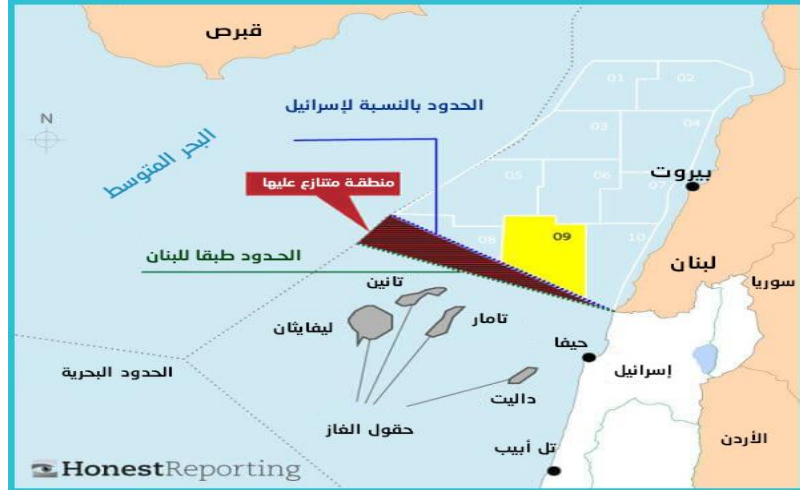 قبرص
01
02
الحدود بالنسبة لإسرائيل
N
03
04
البحر المتوسط
05
06
بيروت
07
منطقة متنازع عليها
08
09
10
لبنان
الحدود طبقا للبنان
سوريا
تانين
تامار
ليفايثان
حيفا
إسرائيل
الحدود البحرية
داليت
حقول الغاز
الأردن
تل أبيب
HonestReporting